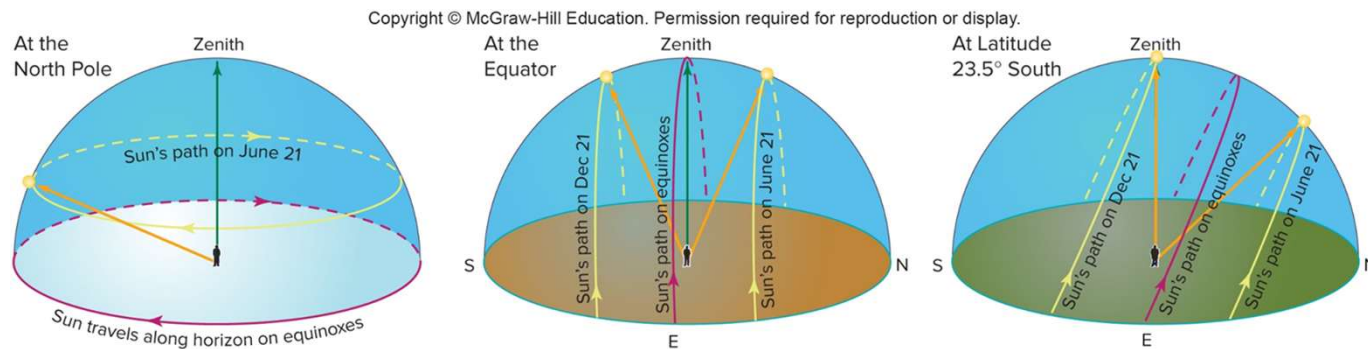 Copyright © McGraw-Hill Education. Permission required for reproduction or display.
At the
North Pole
Zenith
Sun's path on June 21
Sun travels along horizon on equinoxes
At the
Equator
Zenith
Sun's path on Dec 21
Sun's path on equinoxes
Sun's path on June 21
S
N
E
At Latitude
23.5° South
Zenith
Sun's path on Dec 21
Sun's path on equinoxes
Sun's path on June 21
S
N
E